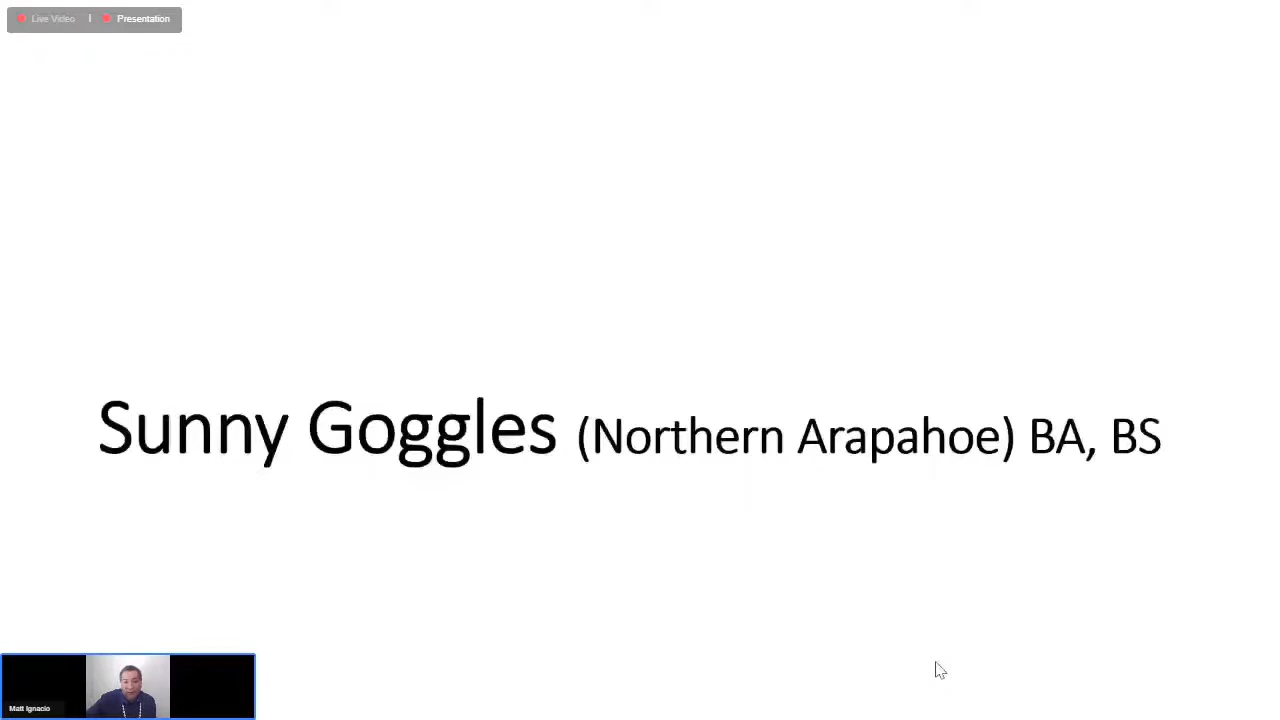 Live Video | Presentation
Sunny Goggles (Northern Arapahoe) BA, BS
Matt Ignacio